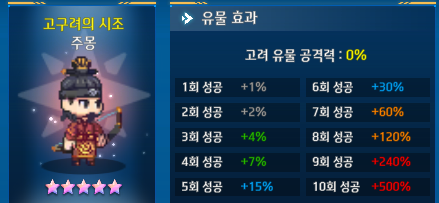 고구려의 시조
주몽
유물 효과
고려 유물 공격력 : 0%
1회 성공 +1% 6회 성공 +30%
2회 성공 +2% 7회 성공 +60%
3회 성공 +4% 8회 성공 +120%
4회 성공 +7% 9회 성공 +240%
5회 성공 +15% 10회 성공 +500%